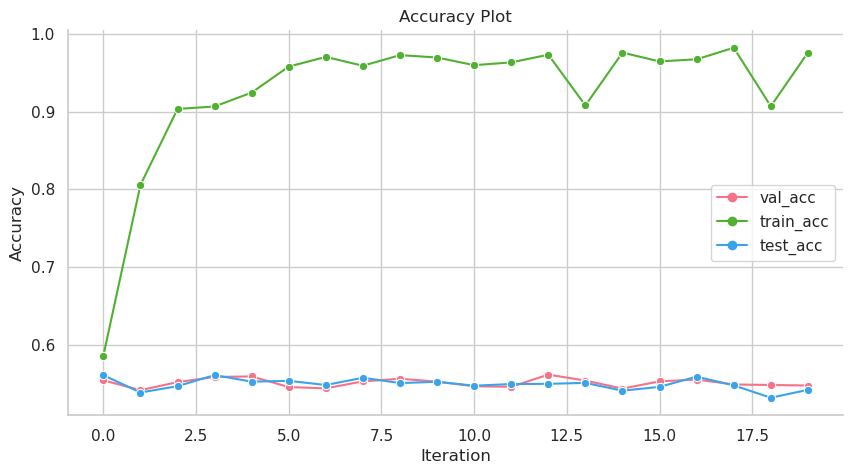 Accuracy Plot
1.0
0.9
0.8
0.7
0.6
Accuracy
val_acc
train_acc
test_acc
0.0 2.5 5.0 7.5 10.0 12.5 15.0 17.5
Iteration